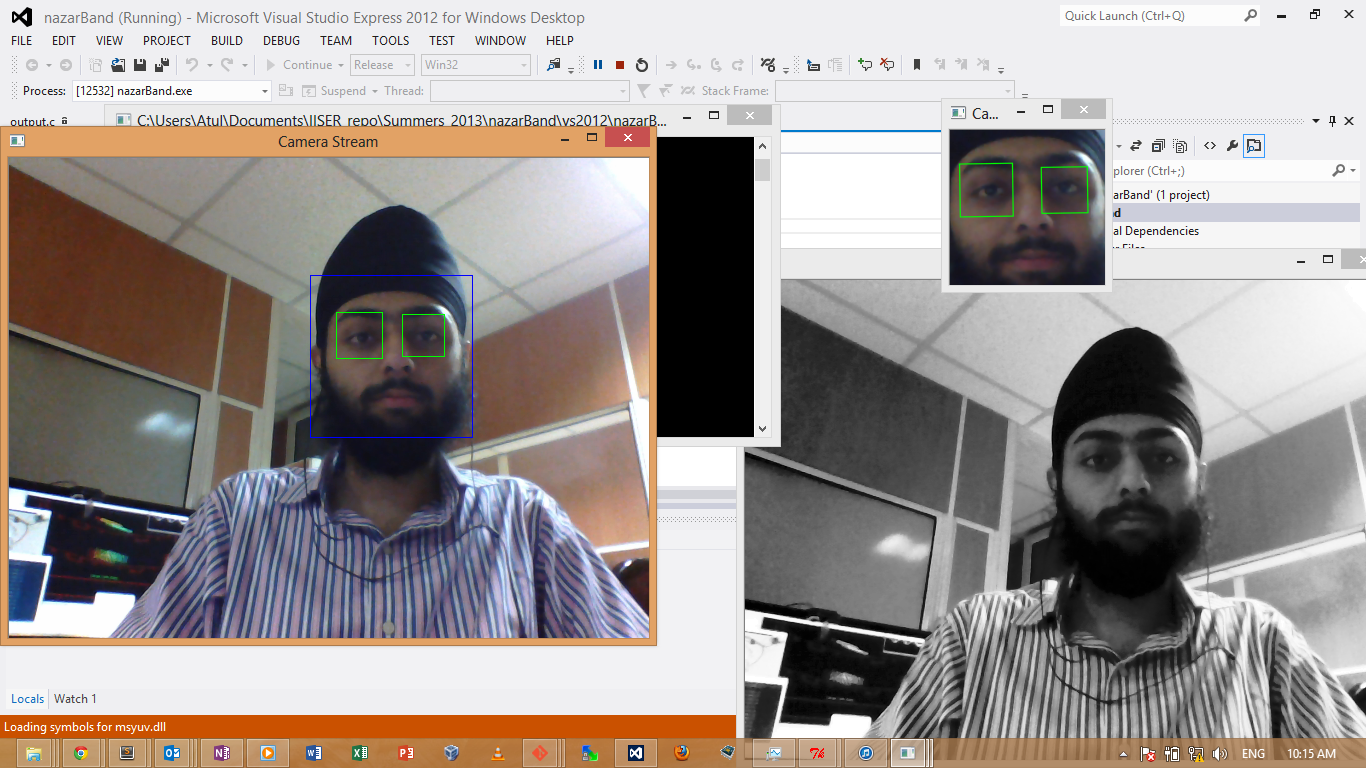 nazarBand (Running) - Microsoft Visual Studio Express 2012 for Windows Desktop
Quick Launch (Ctrl+Q)
FILE EDIT VIEW PROJECT BUILD DEBUG TEAM TOOLS TEST WINDOW HELP
Continue Release Win32
Process: [12532] nazarBand.exe Suspend Thread: Stack Frame:
output.c
C:\Users\Atul\Documents\IISER_repo\Summers_2013\nazarBand\vs2012\nazarB...
Ca...
Camera Stream
plorer (Ctrl+;)
arBand' (1 project)
nd
al Dependencies
Locals Watch 1
Loading symbols for msyuv.dll
ENG 10:15 AM